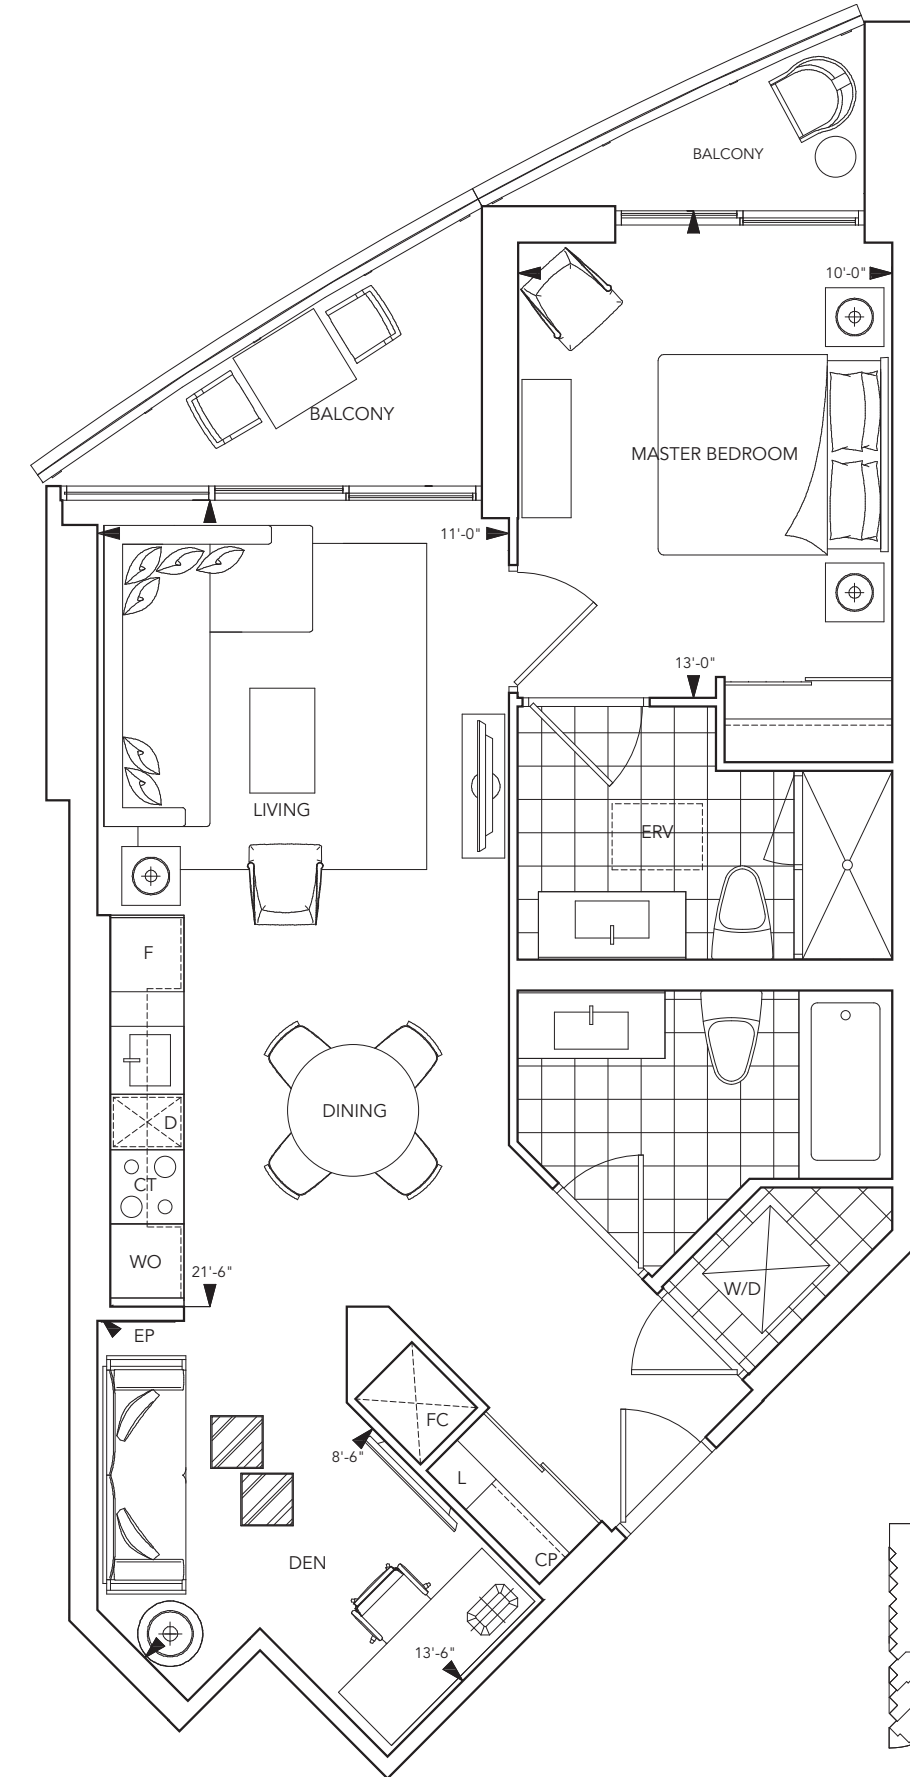 BALCONY
10'-0"
BALCONY
MASTER BEDROOM
11'-0"
13'-0"
LIVING
ERV
F
D
DINING
CT
WO
21'-6"
W/D
EP
FC
8'-6"
L
CP
DEN
13'-6"